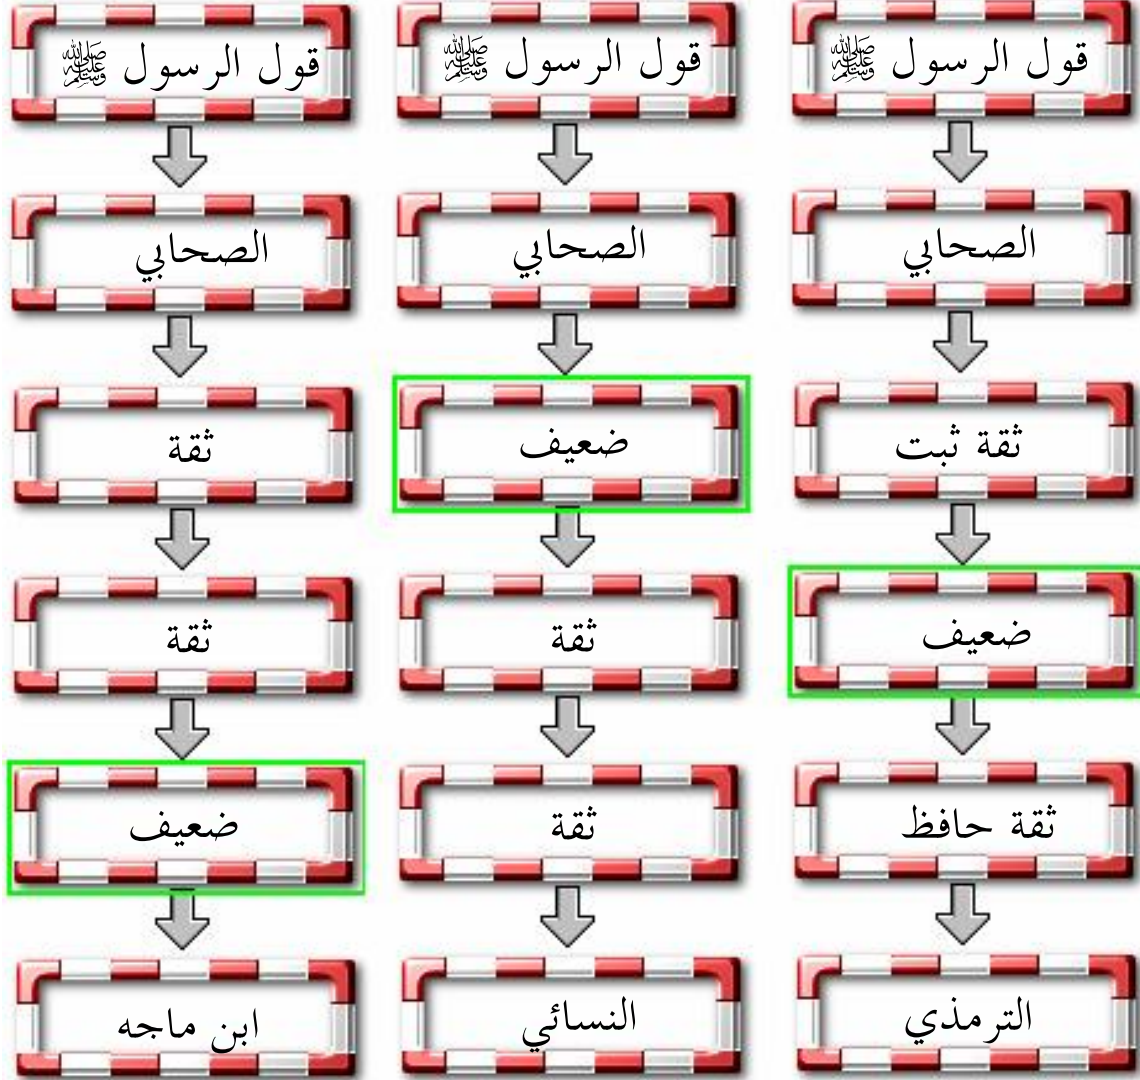 قول الرسول ﷺ
الصحابي
ثقة ثبت
ضعيف
ثقة حافظ
الترمذي
قول الرسول ﷺ
الصحابي
ضعيف
ثقة
ثقة
النسائي
قول الرسول ﷺ
الصحابي
ثقة
ثقة
ضعيف
ابن ماجه